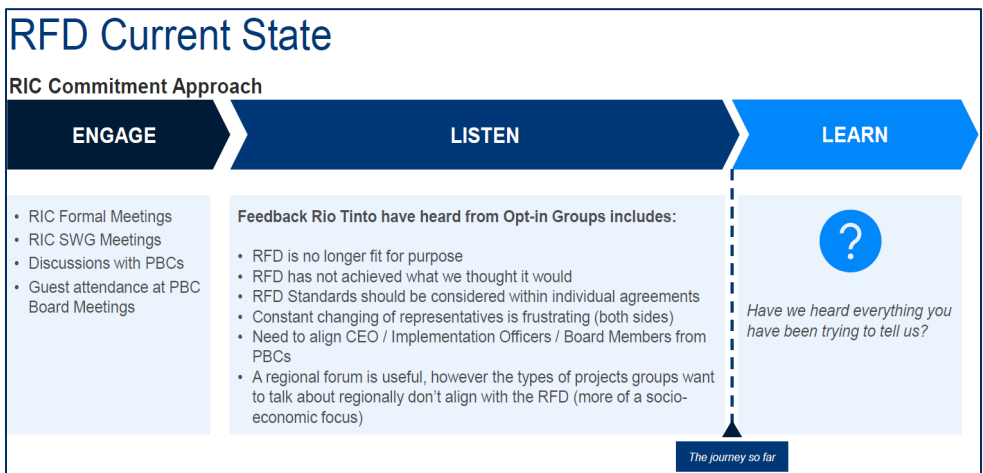 RFD Current State
RIC Commitment Approach
ENGAGE
LISTEN
LEARN
• RIC Formal Meetings
• RIC SWG Meetings
• Discussions with PBCs
• Guest attendance at PBC
Board Meetings
Feedback Rio Tinto have heard from Opt-in Groups includes:
• RFD is no longer fit for purpose
• RFD has not achieved what we thought it would
• RFD Standards should be considered within individual agreements
• Constant changing of representatives is frustrating (both sides)
• Need to align CEO / Implementation Officers / Board Members from
PBCs
• A regional forum is useful, however the types of projects groups want
to talk about regionally don't align with the RFD (more of a socio-
economic focus)
?
Have we heard everything you
have been trying to tell us?
The journey so far